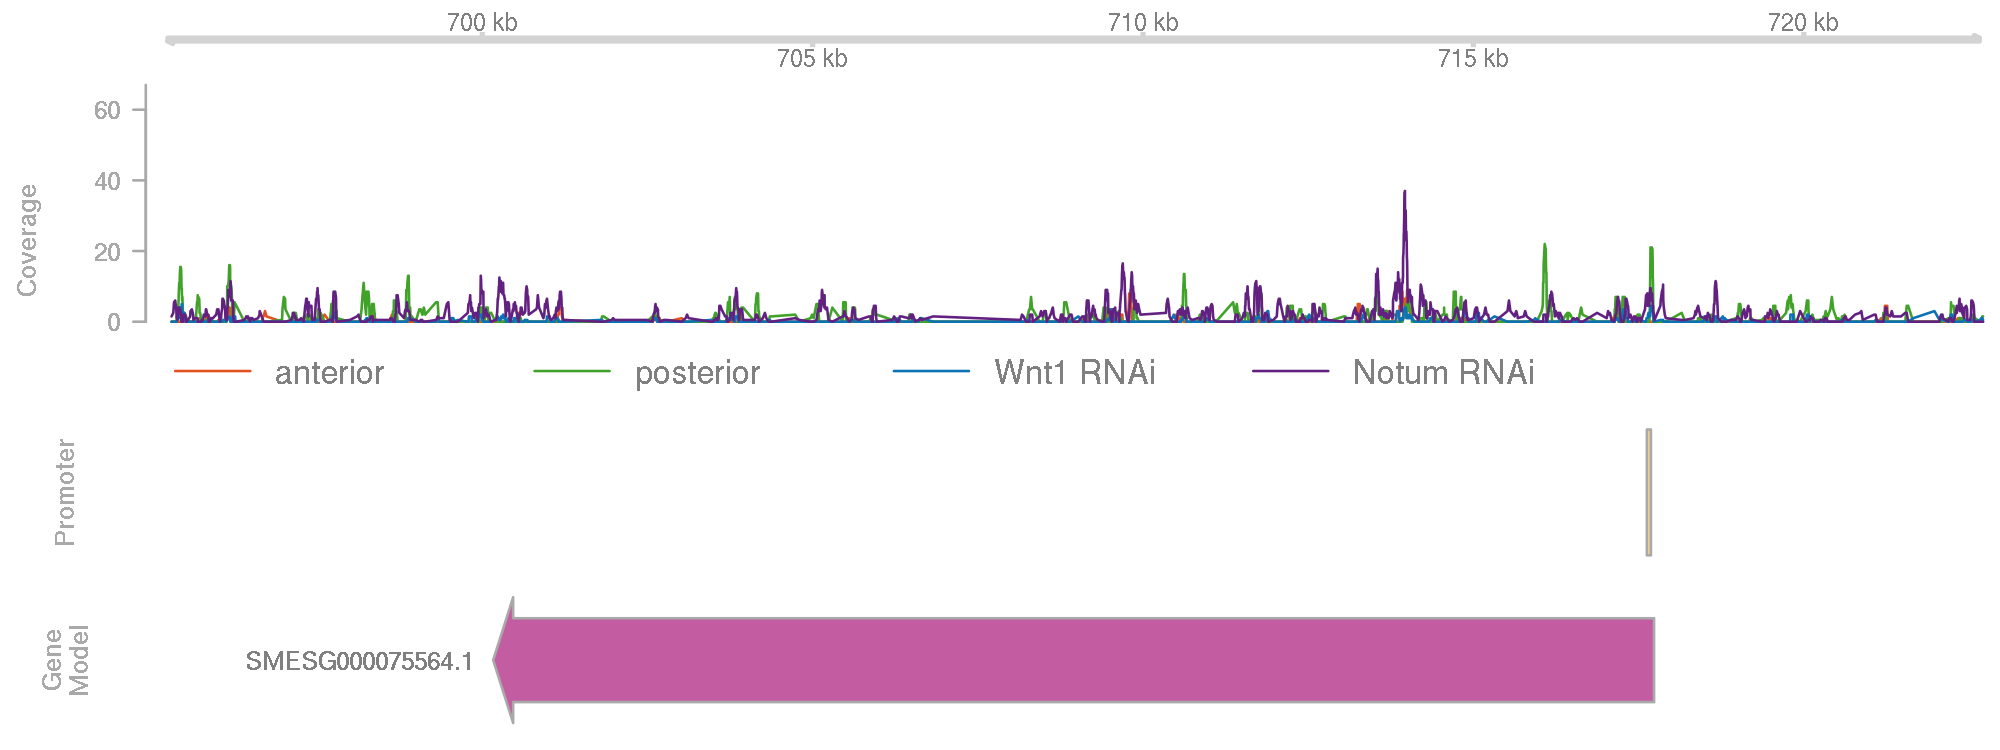 700 kb
710 kb
720 kb
705 kb
715 kb
Coverage
60
40
20
0
anterior
posterior
Wnt1 RNAi
Notum RNAi
Promoter
Gene
Model
SMESG000075564.1